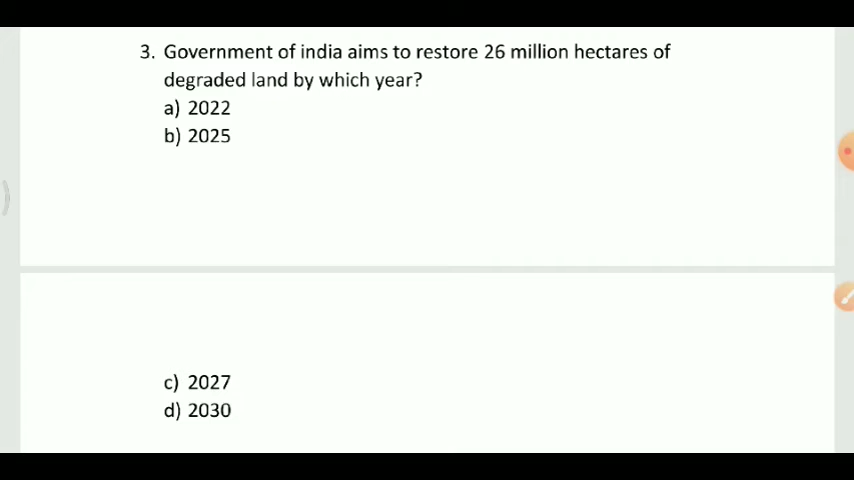 3. Government of india aims to restore 26 million hectares of
degraded land by which year?
a) 2022
b) 2025
c) 2027
d) 2030